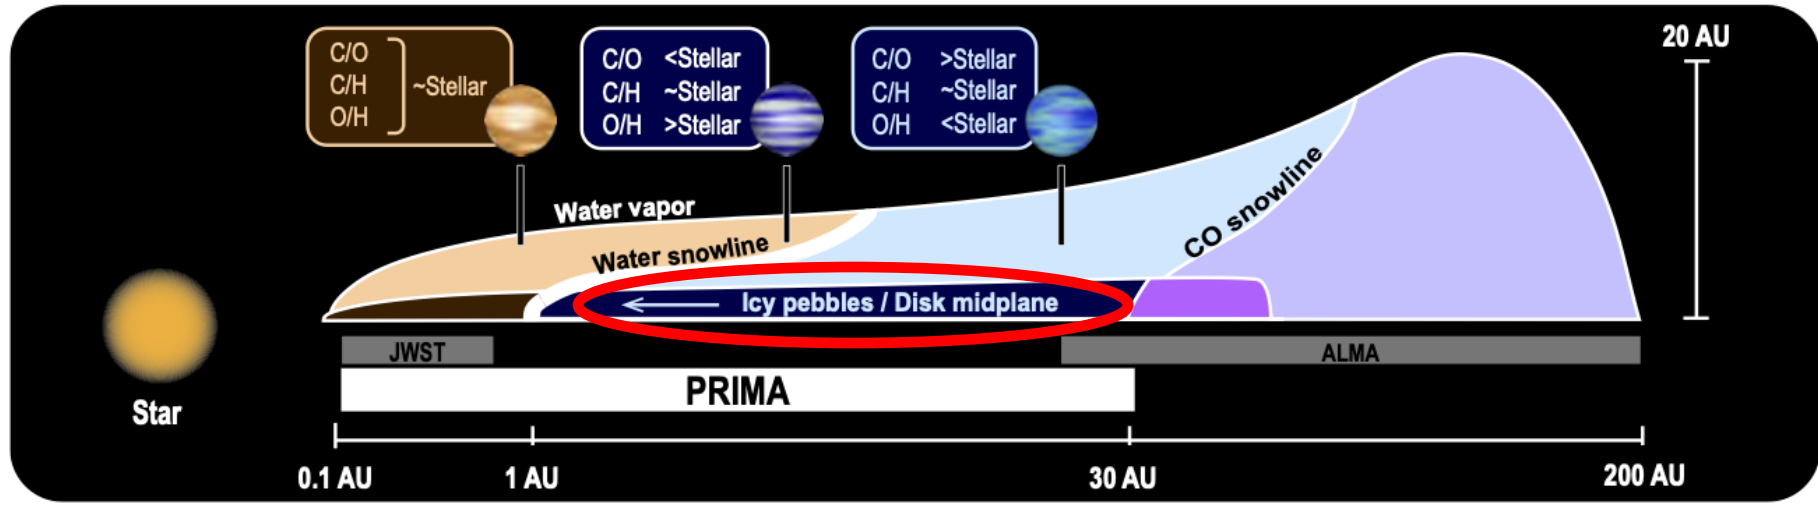 20 AU
C/O
C/H ~Stellar
O/H
C/O <Stellar
C/H ~Stellar
O/H >Stellar
C/O >Stellar
C/H ~Stellar
O/H <Stellar
Water vapor
Water snowline
CO snowline
Icy pebbles / Disk midplane
JWST
ALMA
PRIMA
Star
0.1 AU
1 AU
30 AU
200 AU